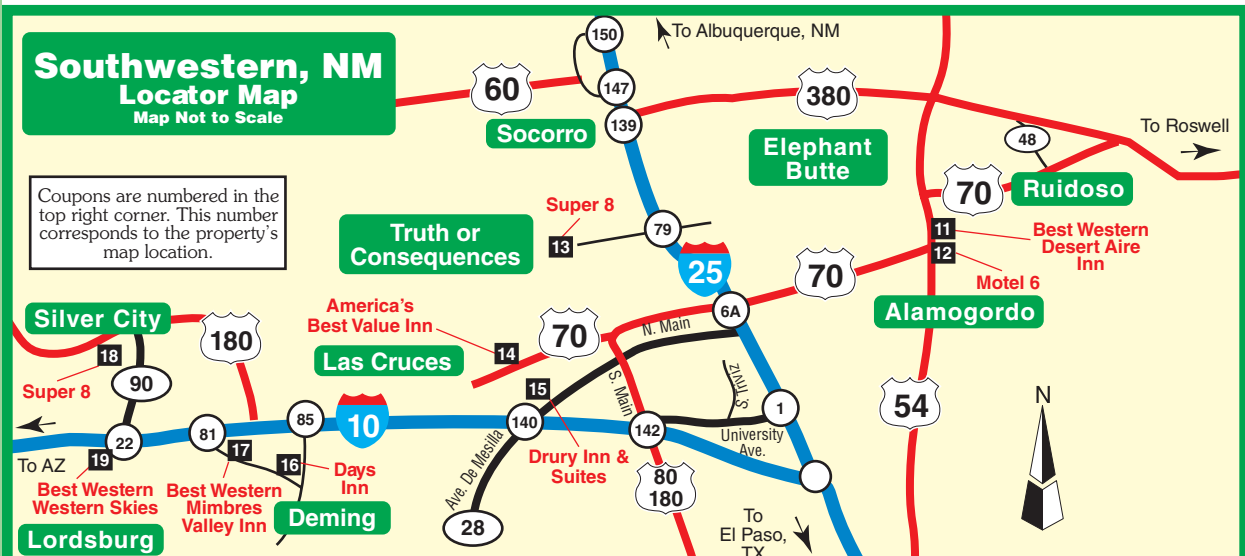 Southwestern, NM
Locator Map
Map Not to Scale
150
To Albuquerque, NM
60
147
380
139
Socorro
Elephant
Butte
48
To Roswell
70
Ruidoso
Coupons are numbered in the
top right corner. This number
corresponds to the property's
map location.
Truth or
Consequences
Super 8
13
79
25
70
11
Best Western
Desert Aire
Inn
12
Motel 6
Alamogordo
Silver City
180
America's
Best Value Inn
14
Las Cruces
70
N. Main
6A
18
Super 8
90
15
S. Main
S. Triviz
1
54
N
22
81
85
10
140
142
University
Ave.
To AZ
19
Best Western
Western Skies
Lordsburg
17
Best Western
Mimbres
Valley Inn
16
Days
Inn
Deming
Ave. De Mesilla
28
Drury Inn &
Suites
80
180
To
El Paso,
TX